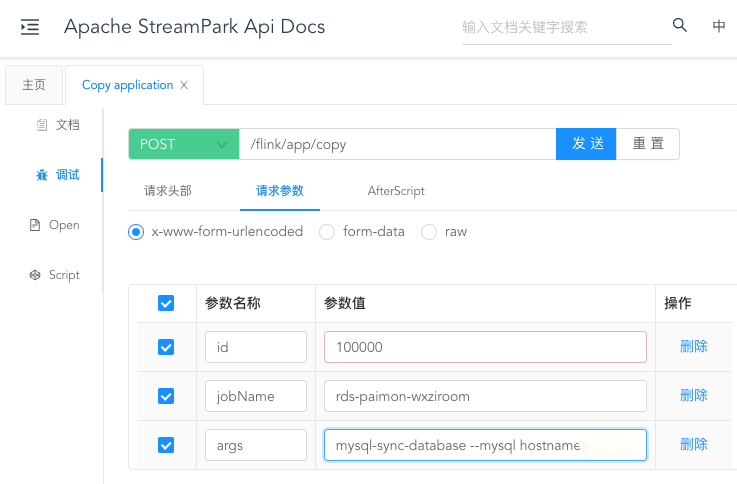 Apache StreamPark Api Docs
输入文档关键字搜索
中
主页
Copy application
文档
调试
Open
Script
POST
/flink/app/copy
发 送
重 置
请求头部
请求参数
AfterScript
x-www-form-urlencoded
form-data
raw
参数名称
参数值
操作
id
100000
删除
jobName
rds-paimon-wxziroom
删除
args
mysql-sync-database --mysql hostname
删除